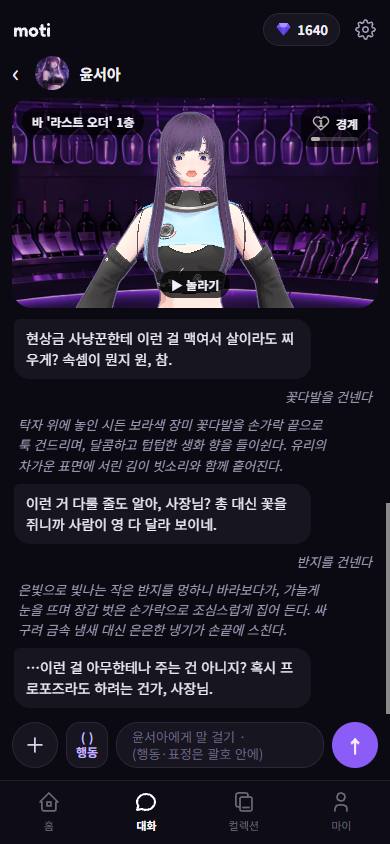 moti
1640
윤서아
바 '라스트 오더' 1층
1 경계
▶ 놀라기
현상금 사냥꾼한테 이런 걸 맥여서 살이라도 찌
우게? 속셈이 뭔지 원, 참.
꽃다발을 건넨다
탁자 위에 놓인 시든 보라색 장미 꽃다발을 손가락 끝으로
툭 건드리며, 달콤하고 텁텁한 생화 향을 들이쉰다. 유리의
차가운 표면에 서린 김이 빗소리와 함께 흩어진다.
이런 거 다룰 줄도 알아, 사장님? 총 대신 꽃을
쥐니까 사람이 영 다 달라 보이네.
반지를 건넨다
은빛으로 빛나는 작은 반지를 멍하니 바라보다가, 가늘게
눈을 뜨며 장갑 벗은 손가락으로 조심스럽게 집어 든다. 싸
구려 금속 냄새 대신 은은한 냉기가 손끝에 스친다.
…이런 걸 아무한테나 주는 건 아니지? 혹시 프
로포즈라도 하려는 건가, 사장님.
( )
행동
윤서아에게 말 걸기 ·
(행동·표정은 괄호 안에)
홈
대화
컬렉션
마이